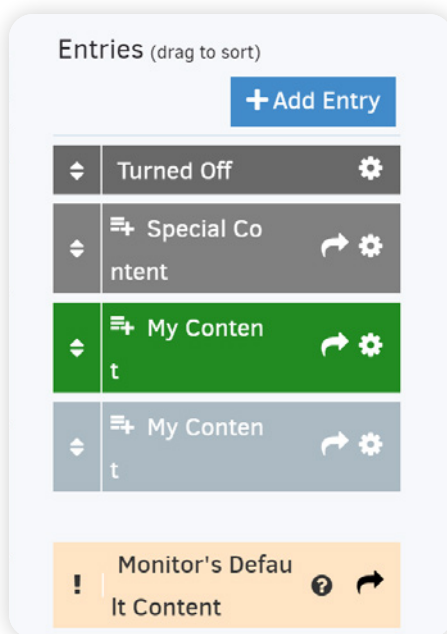 Entries (drag to sort)
+ Add Entry
Turned Off
Special Co
ntent
My Conten
t
My Conten
t
! Monitor's Defau ?
lt Content